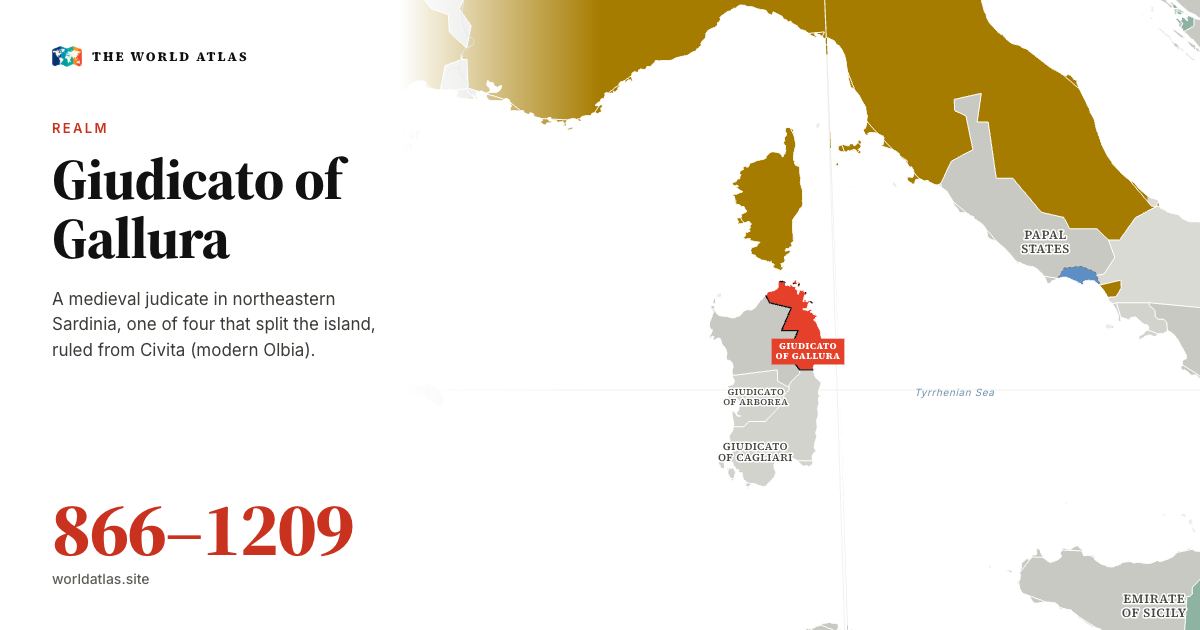 THE WORLD ATLAS
REALM
Giudicato of
Gallura
A medieval judicate in northeastern
Sardinia, one of four that split the island,
ruled from Civita (modern Olbia).
866–1209
worldatlas.site
PAPAL
STATES
GIUDICATO
OF GALLURA
GIUDICATO
OF ARBOREA
Tyrrhenian Sea
GIUDICATO
OF CAGLIARI
EMIRATE
OF SICILY